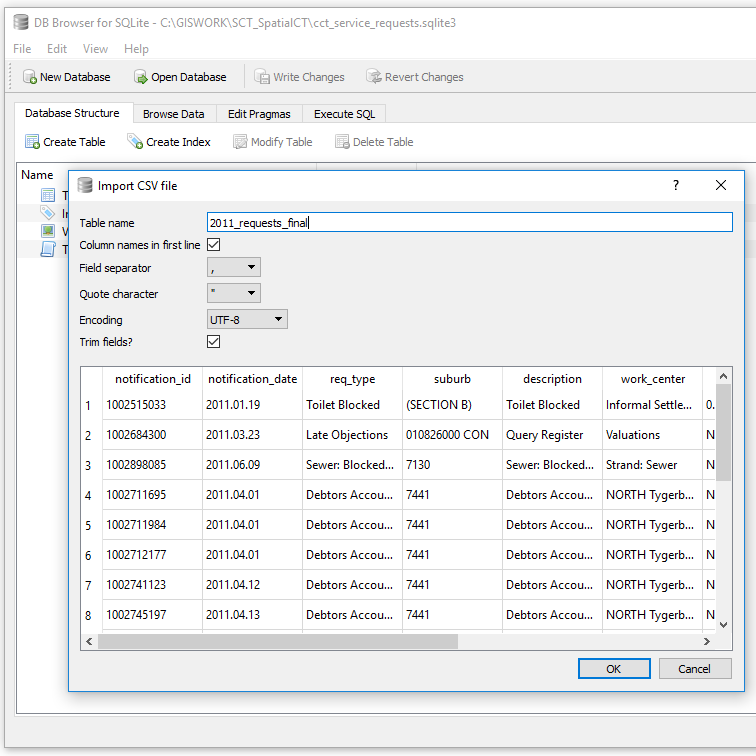 DB Browser for SQLite - C:\GISWORK\SCT_SpatialCT\cct_service_requests.sqlite3
File Edit View Help
New Database Open Database Write Changes Revert Changes
Database Structure Browse Data Edit Pragmas Execute SQL
Create Table Create Index Modify Table Delete Table
Name
Import CSV file ?
Table name 2011_requests_final
Column names in first line
Field separator ,
Quote character "
Encoding UTF-8
Trim fields?
notification_id notification_date req_type suburb description work_center
1 1002515033 2011.01.19 Toilet Blocked (SECTION B) Toilet Blocked Informal Settle... 0.
2 1002684300 2011.03.23 Late Objections 010826000 CON Query Register Valuations N
3 1002898085 2011.06.09 Sewer: Blocked... 7130 Sewer: Blocked... Strand: Sewer N
4 1002711695 2011.04.01 Debtors Accou... 7441 Debtors Accou... NORTH Tygerb... N
5 1002711984 2011.04.01 Debtors Accou... 7441 Debtors Accou... NORTH Tygerb... N
6 1002712177 2011.04.01 Debtors Accou... 7441 Debtors Accou... NORTH Tygerb... N
7 1002741123 2011.04.12 Debtors Accou... 7441 Debtors Accou... NORTH Tygerb... N
8 1002745197 2011.04.13 Debtors Accou... 7441 Debtors Accou... NORTH Tygerb... N
OK Cancel